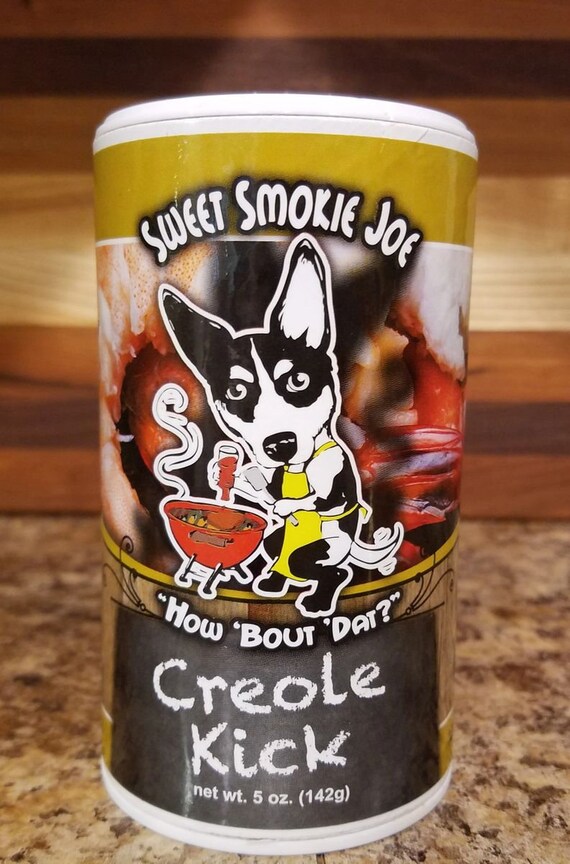 SWEET SMOKIE JOE
"HOW 'BOUT 'DAT?"
Creole
Kick
net wt. 5 oz. (142g)